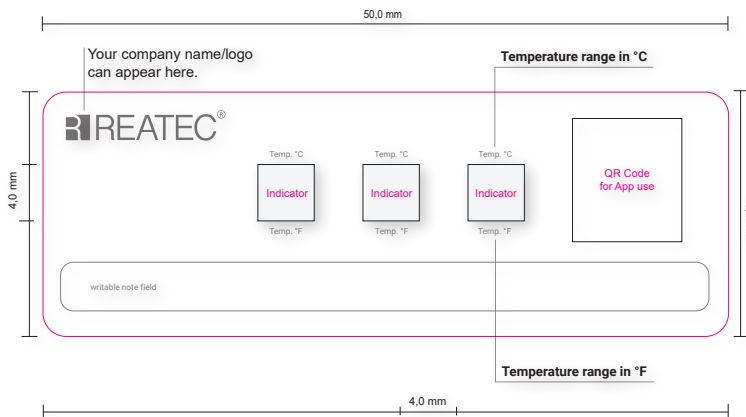 50,0 mm
Your company name/logo
can appear here.
Temperature range in °C
REATEC®
Temp. °C
Temp. °C
Temp. °C
4,0 mm
Indicator
Indicator
Indicator
QR Code
for App use
Temp. °F
Temp. °F
Temp. °F
writable note field
Temperature range in °F
4,0 mm